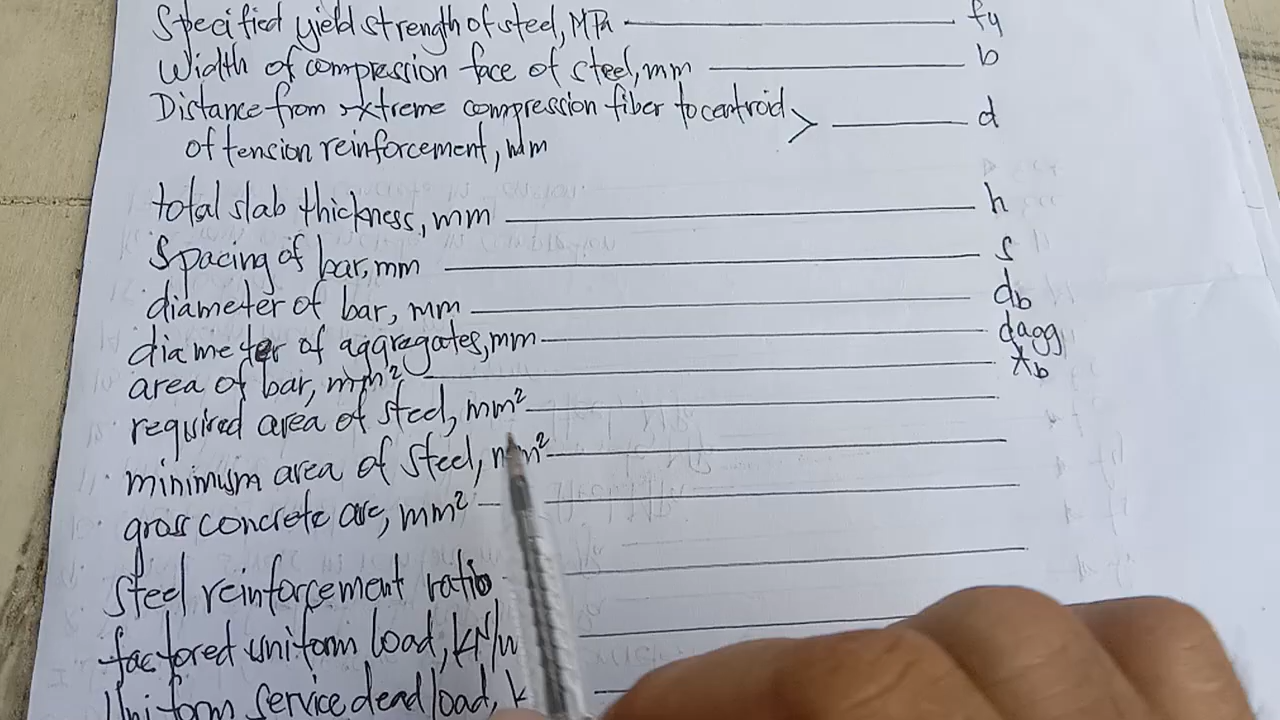 Specified yield strength of steel, MPa fy
Width of compression face of steel, mm b
Distance from extreme compression fiber to centroid
of tension reinforcement, mm > d
total slab thickness, mm h
Spacing of bar, mm s
diameter of bar, mm db
diameter of aggregates, mm dagg
area of bar, mm² Ab
required area of steel, mm²
minimum area of steel, mm²
gross concrete are, mm²
Steel reinforcement ratio
factored uniform load, kN/
Uniform service dead load, k